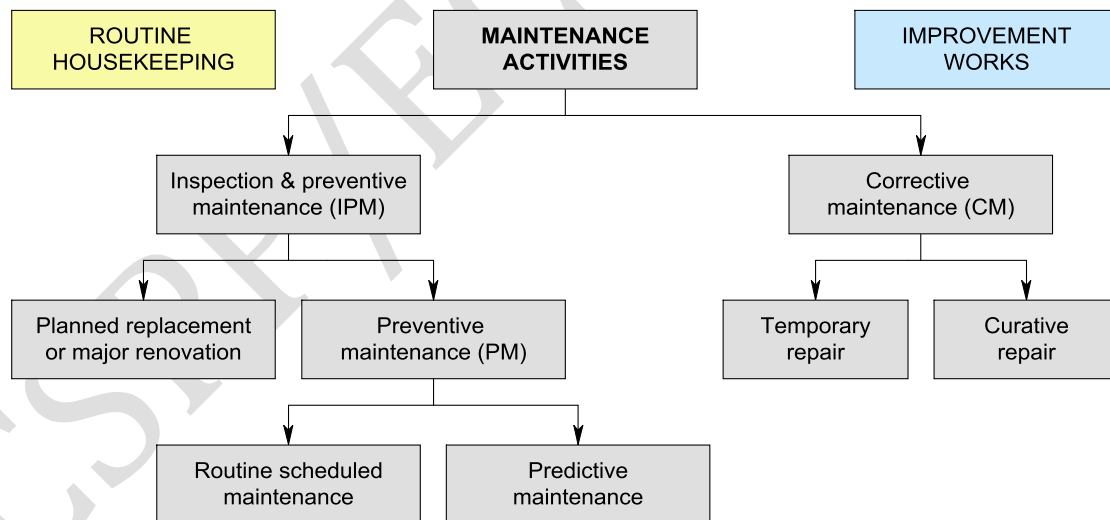 ROUTINE
HOUSEKEEPING
MAINTENANCE
ACTIVITIES
IMPROVEMENT
WORKS
Inspection & preventive
maintenance (IPM)
Corrective
maintenance (CM)
Planned replacement
or major renovation
Preventive
maintenance (PM)
Temporary
repair
Curative
repair
Routine scheduled
maintenance
Predictive
maintenance